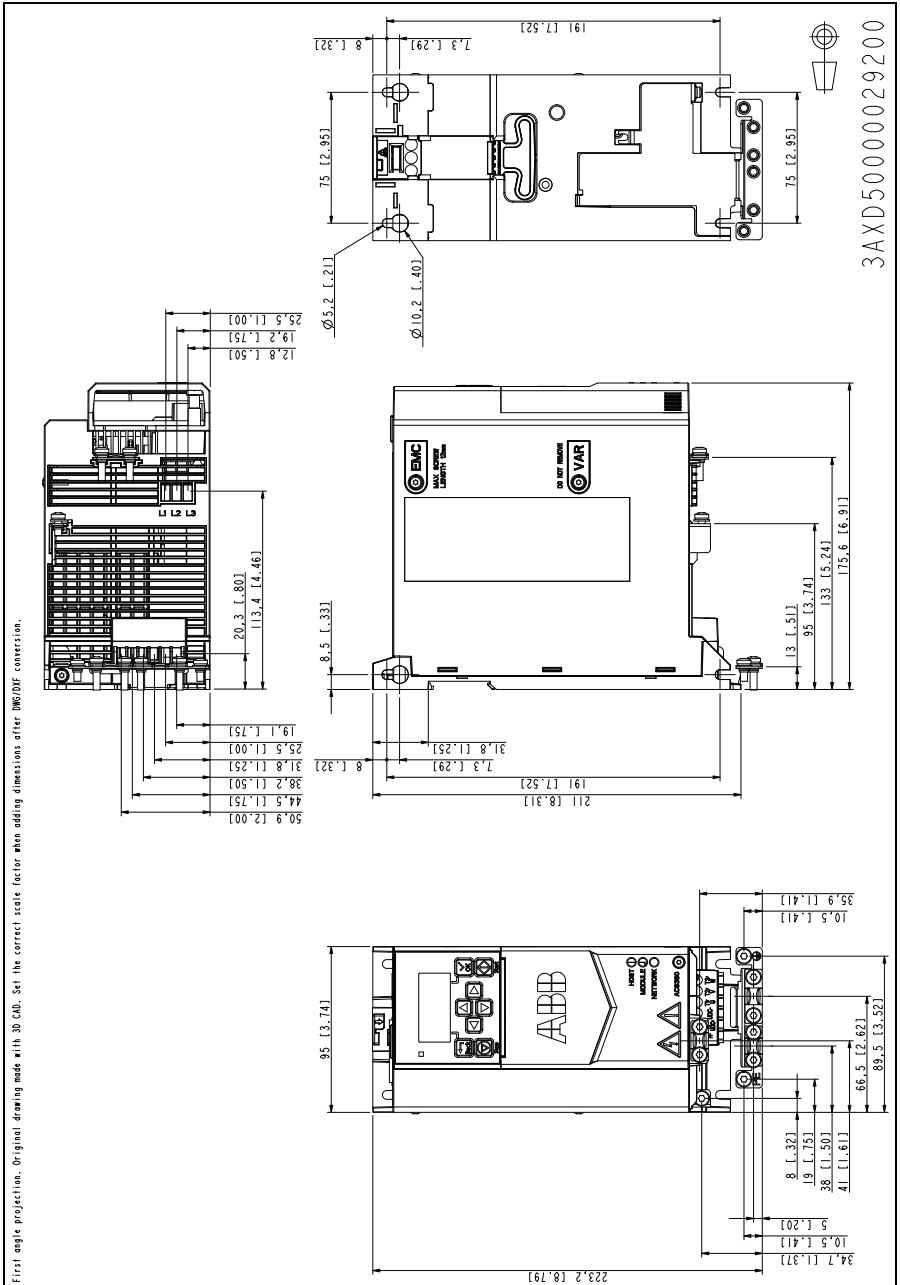 8 [.32]
7,3 [.29]
191 [7.52]
75 [2.95]
75 [2.95]
Ø5,2 [.21]
Ø10,2 [.40]
3AXD50000029200
25,5 [1.00]
19,2 [.75]
12,8 [.50]
L1 L2 L3
20,3 [.80]
113,4 [4.46]
19,1 [.75]
25,5 [1.00]
31,8 [1.25]
38,2 [1.50]
44,5 [1.75]
50,9 [2.00]
EMC
MAX SCREW
LENGTH 12mm
DO NOT REMOVE
VAR
8,5 [.33]
13 [.51]
95 [3.74]
133 [5.24]
175,6 [6.91]
31,8 [1.25]
8 [.32]
7,3 [.29]
191 [7.52]
211 [8.31]
95 [3.74]
ABB
HOST
MODULE
NETWORK
ACS380
PE
35,9 [1.41]
10,5 [.41]
66,5 [2.62]
89,5 [3.52]
8 [.32]
19 [.75]
38 [1.50]
41 [1.61]
5 [.20]
10,5 [.41]
34,7 [1.37]
223,2 [8.79]
First angle projection. Original drawing made with 3D CAD. Set the correct scale factor when adding dimensions after DWG/DXF conversion.